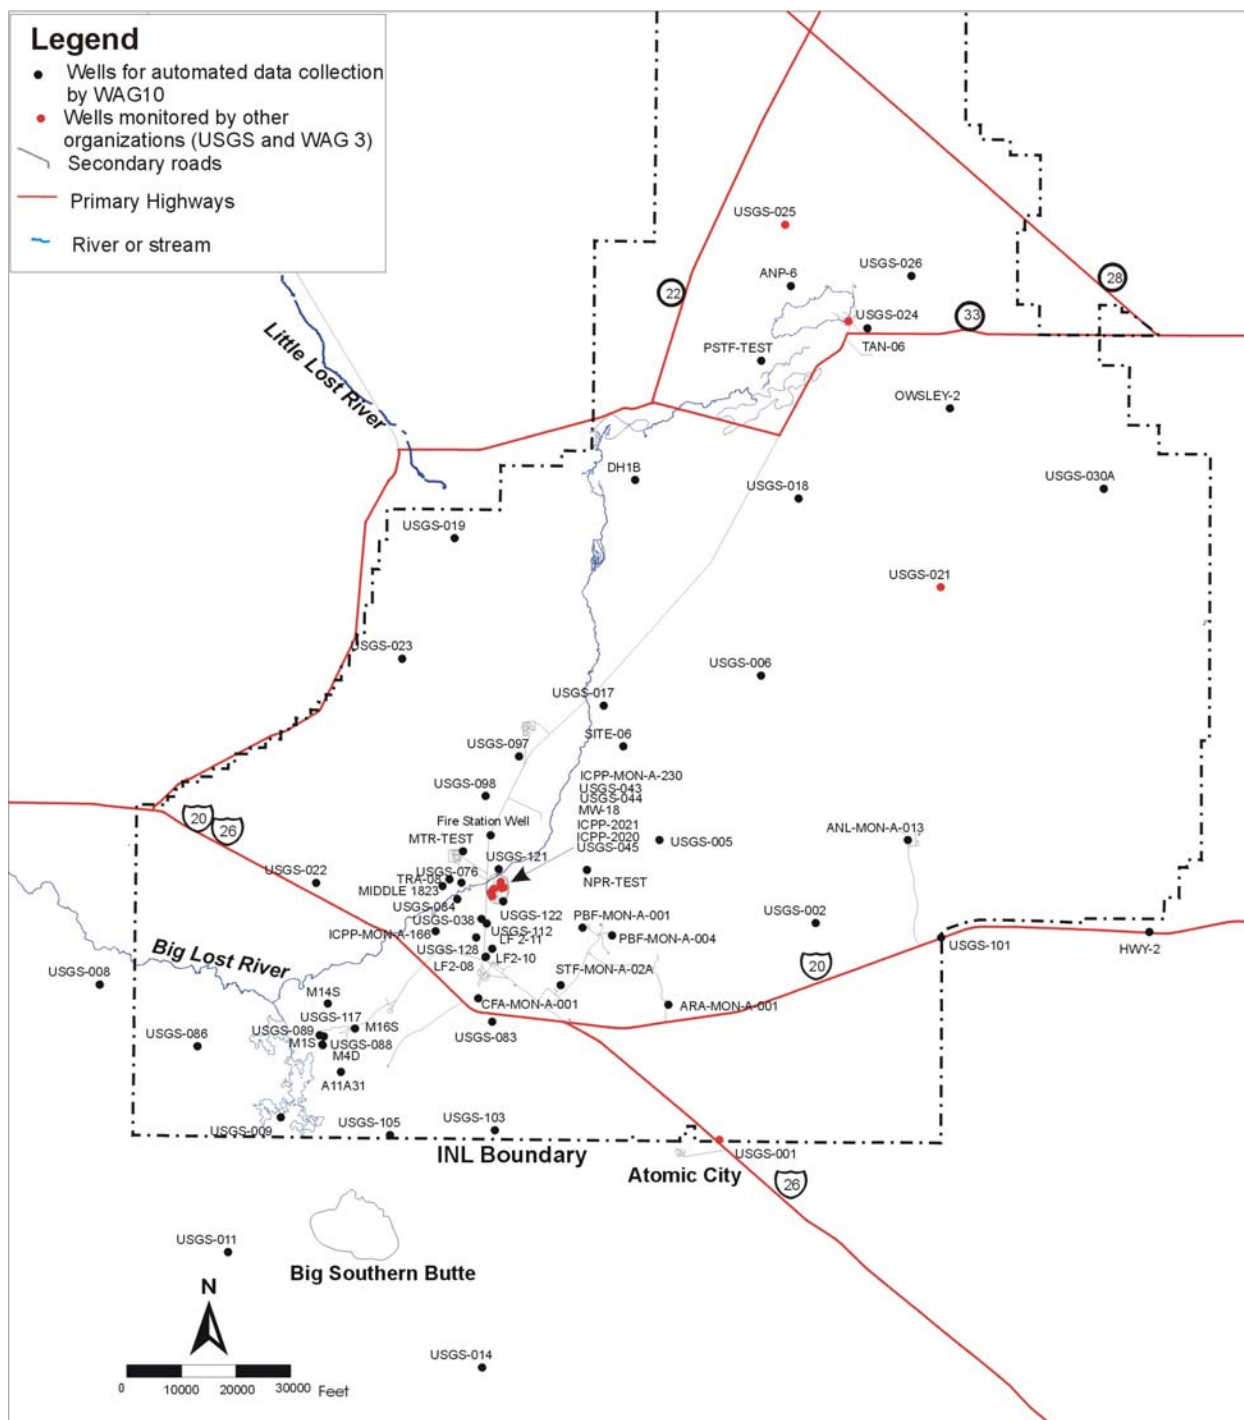 Legend
Wells for automated data collection
by WAG10
Wells monitored by other
organizations (USGS and WAG 3)
Secondary roads
Primary Highways
River or stream
USGS-025
ANP-6
USGS-026
28
22
USGS-024
33
TAN-06
PSTF-TEST
Little Lost River
OWSLEY-2
DH1B
USGS-018
USGS-030A
USGS-019
USGS-021
USGS-023
USGS-006
USGS-017
SITE-06
USGS-097
ICPP-MON-A-230
USGS-043
USGS-044
MW-18
ICPP-2021
ICPP-2020
USGS-045
USGS-098
20
26
Fire Station Well
MTR-TEST
USGS-005
ANL-MON-A-013
USGS-121
USGS-022
TRA-08
USGS-076
NPR-TEST
MIDDLE 1823
USGS-084
USGS-038
USGS-122
PBF-MON-A-001
USGS-002
ICPP-MON-A-166
USGS-112
PBF-MON-A-004
LF 2-11
USGS-128
LF2-10
LF2-08
USGS-101
HWY-2
Big Lost River
20
STF-MON-A-02A
USGS-008
M14S
CFA-MON-A-001
ARA-MON-A-001
USGS-117
M16S
USGS-089
USGS-083
USGS-086
M1S
USGS-088
M4D
A11A31
USGS-009
USGS-105
USGS-103
INL Boundary
USGS-001
Atomic City
26
USGS-011
Big Southern Butte
N
USGS-014
0 10000 20000 30000 Feet